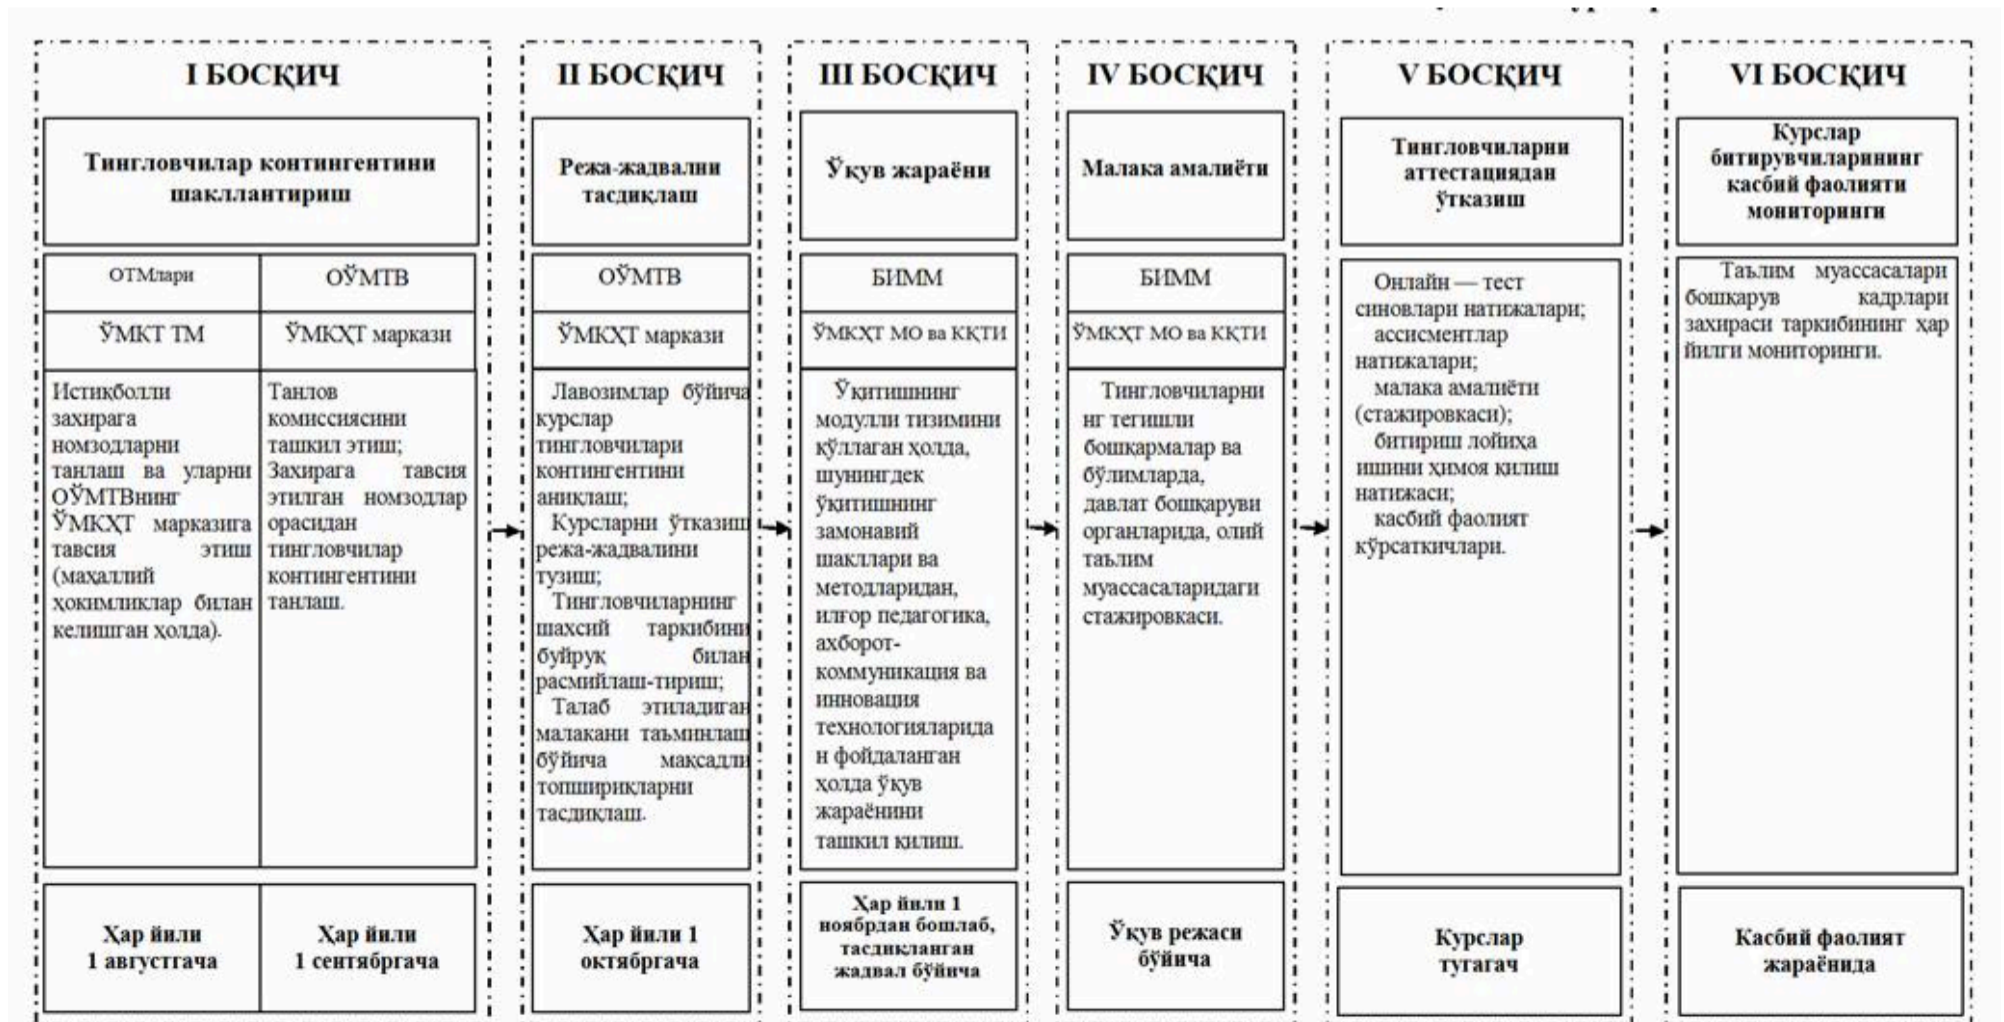 I БОСҚИЧ
Тингловчилар контингентини
шакллантириш
ОТМлари
ЎМКТ ТМ
Истиқболли
захирага
номзодларни
танлаш ва уларни
ОЎМТВнинг
ЎМКҲТ марказига
тавсия этиш
(маҳаллий
ҳокимликлар билан
келишган ҳолда).
Ҳар йили
1 августгача
ОЎМТВ
ЎМКҲТ маркази
Танлов
комиссиясини
ташкил этиш;
Захирага тавсия
этилган номзодлар
орасидан
тингловчилар
контингентини
танлаш.
Ҳар йили
1 сентябргача
II БОСҚИЧ
Режа-жадвални
тасдиқлаш
ОЎМТВ
ЎМКҲТ маркази
Лавозимлар бўйича
курслар
тингловчилари
контингентини
аниқлаш;
Курсларни ўтказиш
режа-жадвалини
тузиш;
Тингловчиларнинг
шахсий таркибини
буйруқ билан
расмийлаш-тириш;
Талаб этиладиган
малакани таъминлаш
бўйича мақсадли
топшириқларни
тасдиқлаш.
Ҳар йили 1
октябргача
III БОСҚИЧ
Ўқув жараёни
БИММ
ЎМКҲТ МО ва КҚТИ
Ўқитишнинг
модулли тизимини
қўллаган ҳолда,
шунингдек
ўқитишнинг
замонавий
шакллари ва
методларидан,
илғор педагогика,
ахборот-
коммуникация ва
инновация
технологияларида
н фойдаланган
ҳолда ўқув
жараёнини
ташкил қилиш.
Ҳар йили 1
ноябрдан бошлаб,
тасдиқланган
жадвал бўйича
IV БОСҚИЧ
Малака амалиёти
БИММ
ЎМКҲТ МО ва КҚТИ
Тингловчиларни
нг тегишли
бошқармалар ва
бўлимларда,
давлат бошқаруви
органларида, олий
таълим
муассасаларидаги
стажировкаси.
Ўқув режаси
бўйича
V БОСҚИЧ
Тингловчиларни
аттестациядан
ўтказиш
Онлайн — тест
синовлари натижалари;
ассисментлар
натижалари;
малака амалиёти
(стажировкаси);
битириш лойиҳа
ишини ҳимоя қилиш
натижаси;
касбий фаолият
кўрсаткичлари.
Курслар
тугагач
VI БОСҚИЧ
Курслар
битирувчиларининг
касбий фаолияти
мониторинги
Таълим муассасалари
бошқарув кадрлари
захираси таркибининг ҳар
йилги мониторинги.
Касбий фаолият
жараёнида